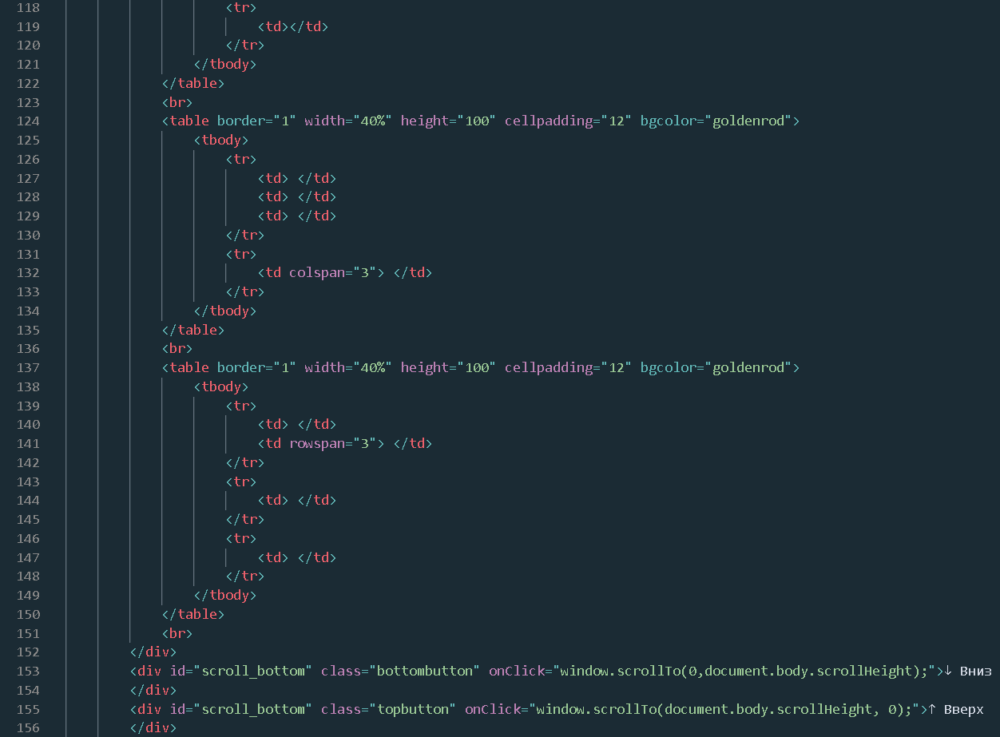 118 <tr>
119 <td></td>
120 </tr>
121 </tbody>
122 </table>
123 <br>
124 <table border="1" width="40%" height="100" cellpadding="12" bgcolor="goldenrod">
125 <tbody>
126 <tr>
127 <td> </td>
128 <td> </td>
129 <td> </td>
130 </tr>
131 <tr>
132 <td colspan="3"> </td>
133 </tr>
134 </tbody>
135 </table>
136 <br>
137 <table border="1" width="40%" height="100" cellpadding="12" bgcolor="goldenrod">
138 <tbody>
139 <tr>
140 <td> </td>
141 <td rowspan="3"> </td>
142 </tr>
143 <tr>
144 <td> </td>
145 </tr>
146 <tr>
147 <td> </td>
148 </tr>
149 </tbody>
150 </table>
151 <br>
152 </div>
153 <div id="scroll_bottom" class="bottombutton" onClick="window.scrollTo(0,document.body.scrollHeight);">↓ Вниз
154 </div>
155 <div id="scroll_bottom" class="topbutton" onClick="window.scrollTo(document.body.scrollHeight, 0);">↑ Вверх
156 </div>